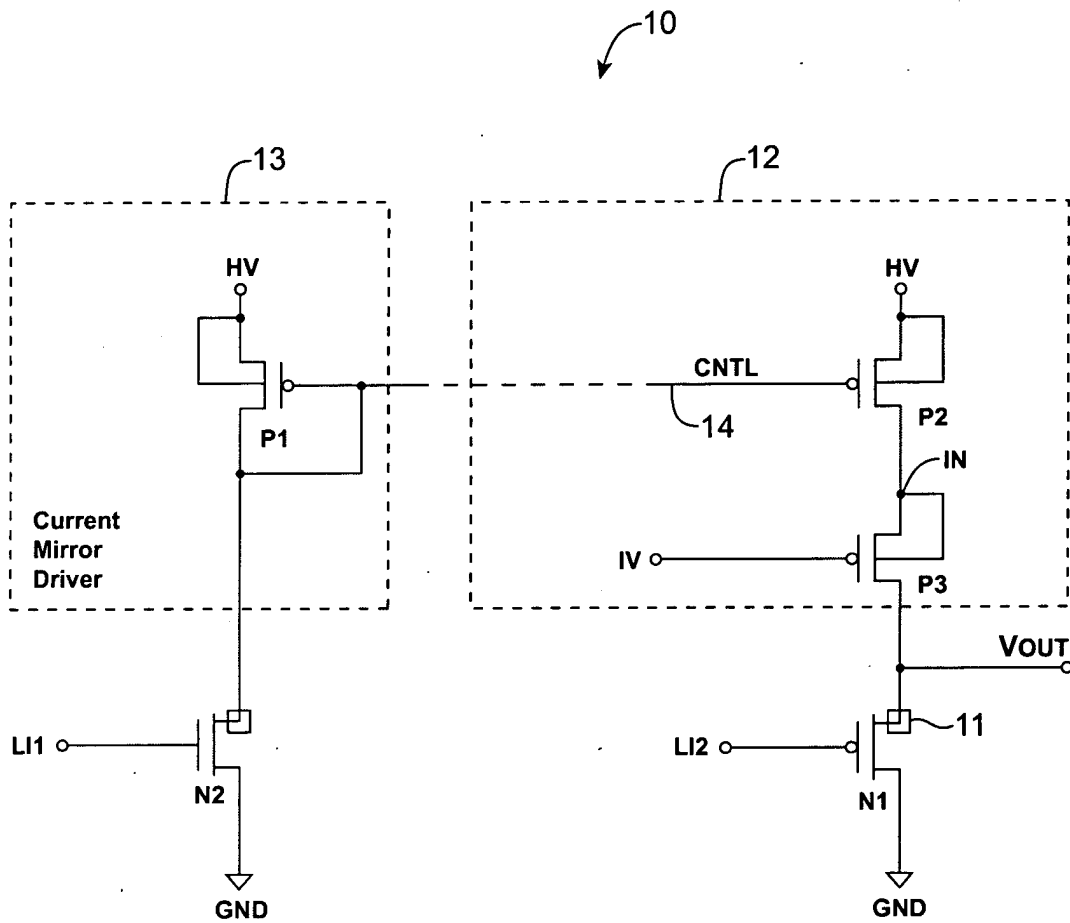 10
13
12
HV
HV
CNTL
14
P1
P2
IN
Current
Mirror
Driver
IV
P3
VOUT
LI1
N2
LI2
11
N1
GND
GND